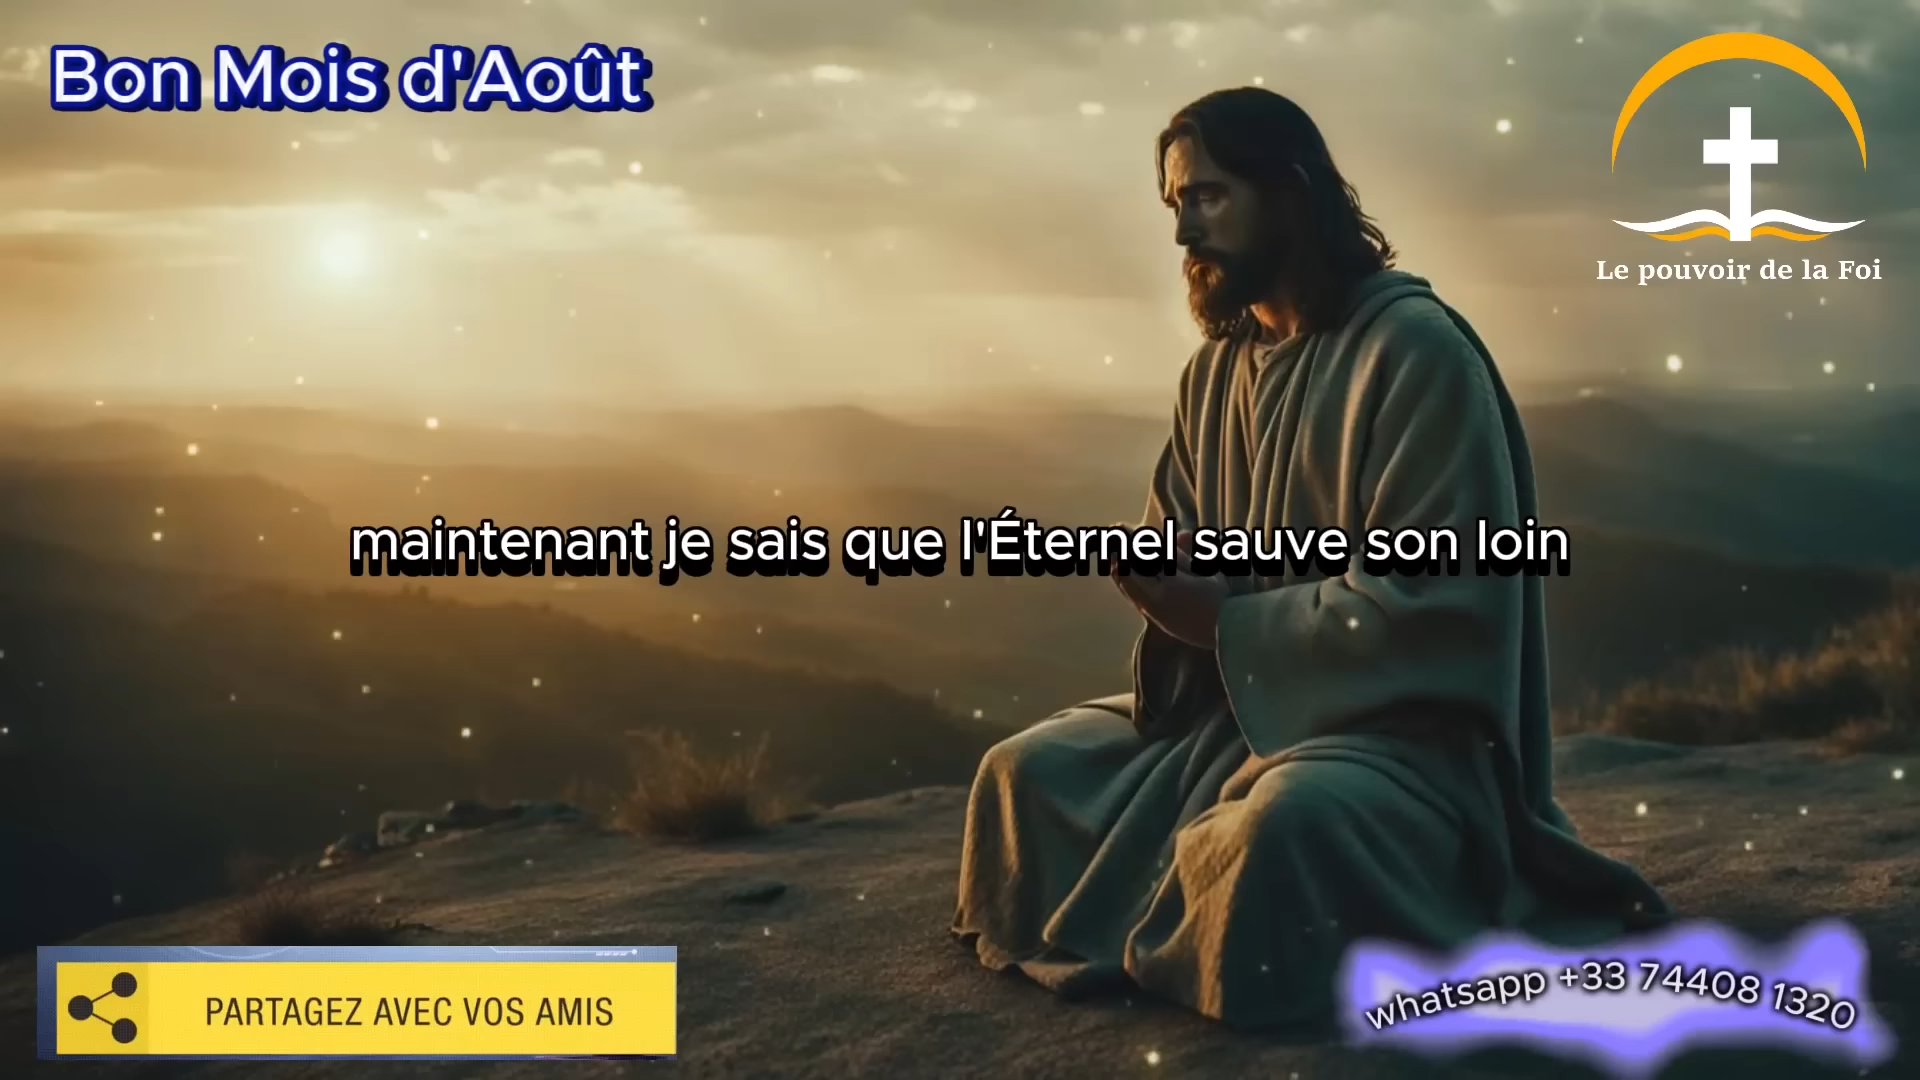 Bon Mois d'Août
Le pouvoir de la Foi
maintenant je sais que l'Éternel sauve son loin
PARTAGEZ AVEC VOS AMIS
whatsapp +33 74408 1320